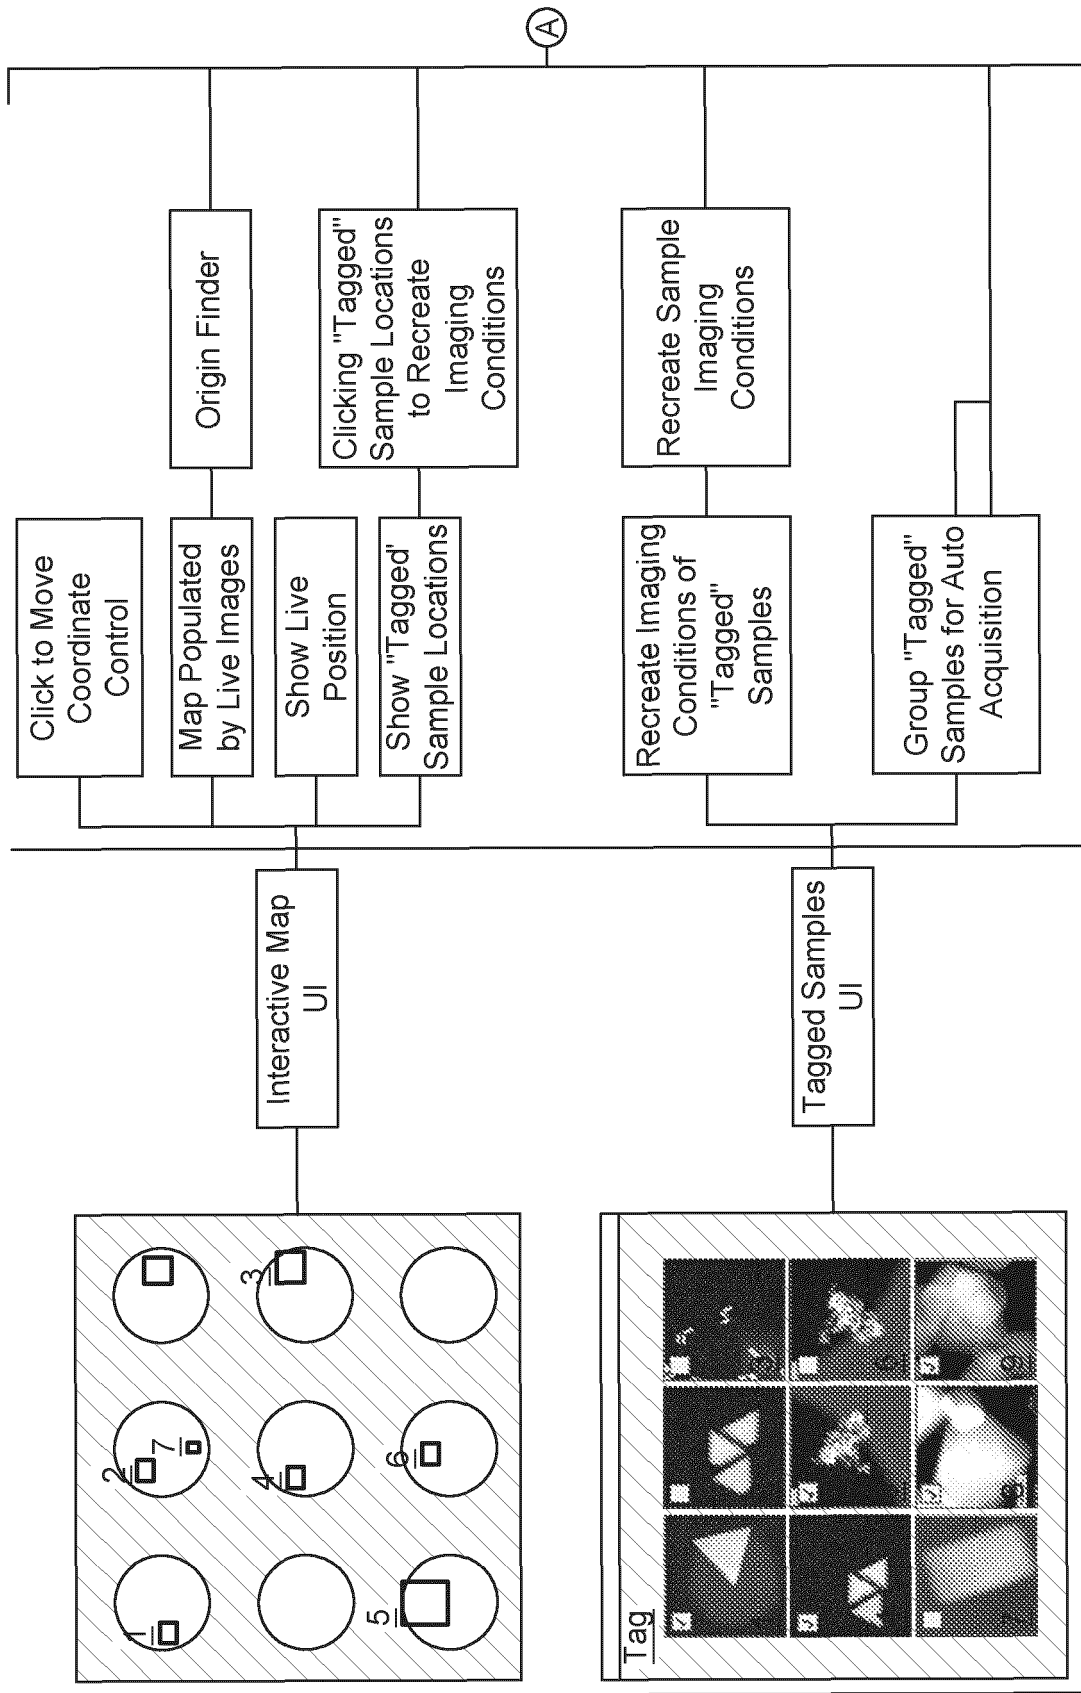 1
2
7
3
4
5
6
Interactive Map
UI
Click to Move
Coordinate
Control
Map Populated
by Live Images
Show Live
Position
Show "Tagged'
Sample Locations
Origin Finder
Clicking "Tagged"
Sample Locations
to Recreate
Imaging
Conditions
A
Tag
Tagged Samples
UI
Recreate Imaging
Conditions of
"Tagged"
Samples
Group "Tagged"
Samples for Auto
Acquisition
Recreate Sample
Imaging
Conditions